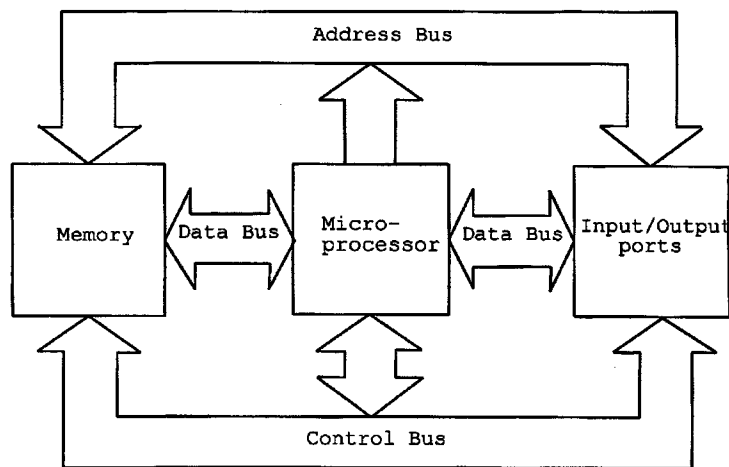 Address Bus
Memory
Data Bus
Micro-
processor
Data Bus
Input/Output
ports
Control Bus